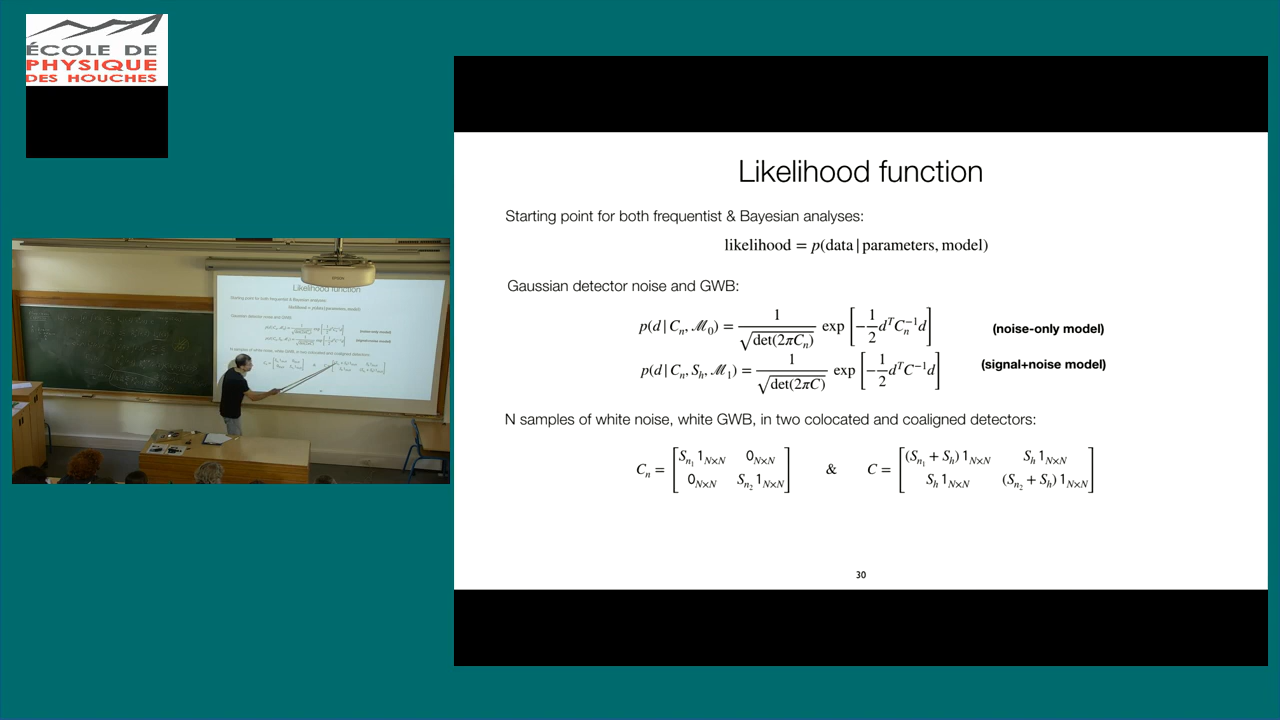 ÉCOLE DE
PHYSIQUE
DES HOUCHES
Likelihood function
Starting point for both frequentist & Bayesian analyses:
likelihood = p(data | parameters, model)
Gaussian detector noise and GWB:
p(d | C_n, ℳ_0) = 1/√det(2πC_n) exp [−1/2 d^T C_n^{−1} d] (noise-only model)
p(d | C_n, S_h, ℳ_1) = 1/√det(2πC) exp [−1/2 d^T C^{−1} d] (signal+noise model)
N samples of white noise, white GWB, in two colocated and coaligned detectors:
C_n = [S_{n_1} 1_{N×N} 0_{N×N}; 0_{N×N} S_{n_2} 1_{N×N}] & C = [(S_{n_1} + S_h) 1_{N×N} S_h 1_{N×N}; S_h 1_{N×N} (S_{n_2} + S_h) 1_{N×N}]
30